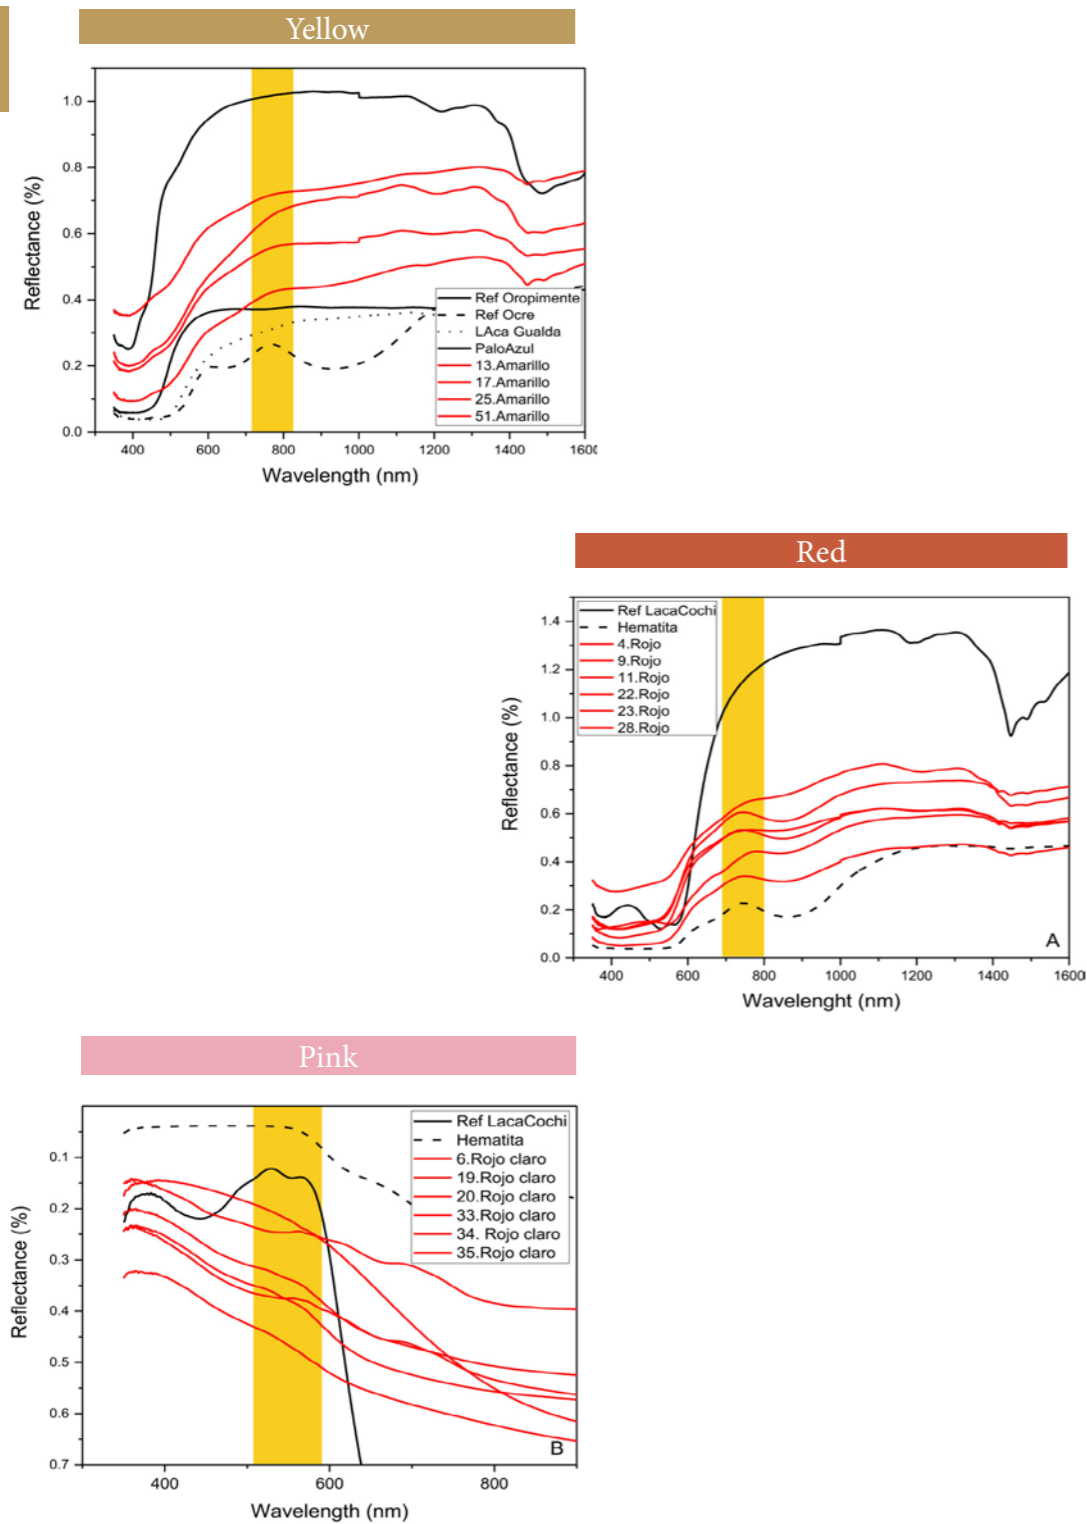 Yellow
1.0
0.8
0.6
0.4
0.2
0.0
Reflectance (%)
Ref Oropimente
Ref Ocre
LAca Gualda
PaloAzul
13.Amarillo
17.Amarillo
25.Amarillo
51.Amarillo
400 600 800 1000 1200 1400 1600
Wavelength (nm)
Red
1.4
1.2
1.0
0.8
0.6
0.4
0.2
0.0
Reflectance (%)
Ref LacaCochi
Hematita
4.Rojo
9.Rojo
11.Rojo
22.Rojo
23.Rojo
28.Rojo
A
400 600 800 1000 1200 1400 1600
Wavelenght (nm)
Pink
0.1
0.2
0.3
0.4
0.5
0.6
0.7
Reflectance (%)
Ref LacaCochi
Hematita
6.Rojo claro
19.Rojo claro
20.Rojo claro
33.Rojo claro
34. Rojo claro
35.Rojo claro
B
400 600 800
Wavelength (nm)